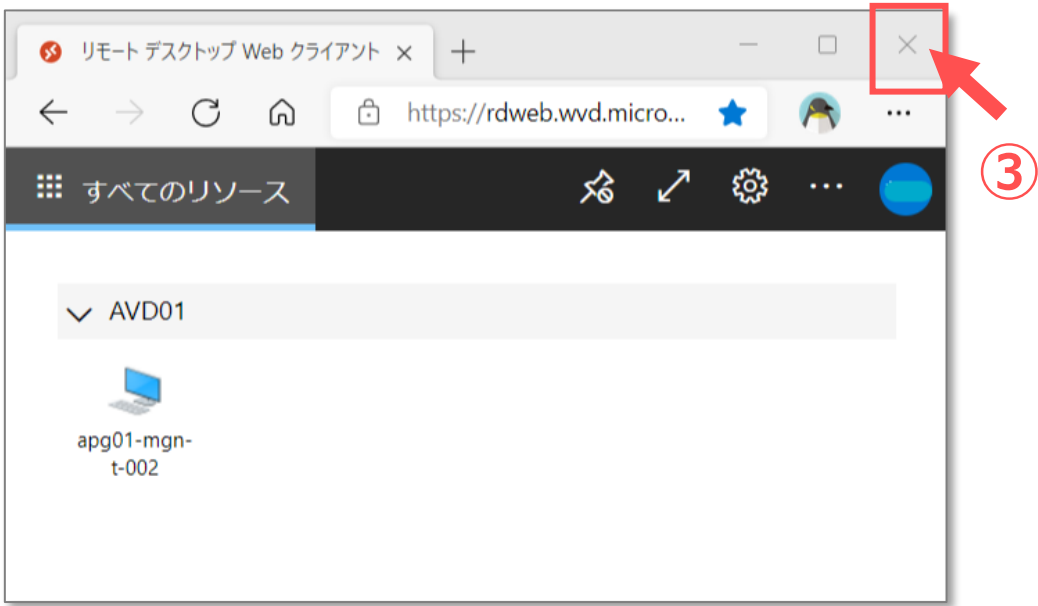 リモート デスクトップ Web クライアント
https://rdweb.wvd.micro...
③
すべてのリソース
AVD01
apg01-mgn-
t-002